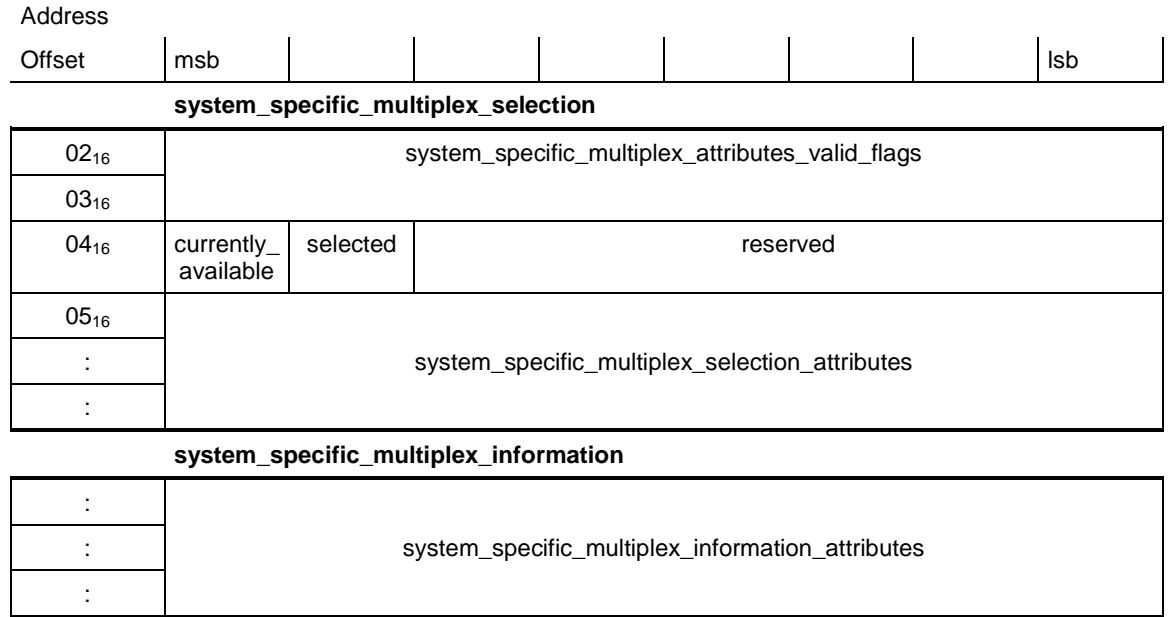 Address
Offset msb lsb
system_specific_multiplex_selection
02₁₆ system_specific_multiplex_attributes_valid_flags
03₁₆
04₁₆ currently_ selected reserved
available
05₁₆
: system_specific_multiplex_selection_attributes
:
system_specific_multiplex_information
:
: system_specific_multiplex_information_attributes
: